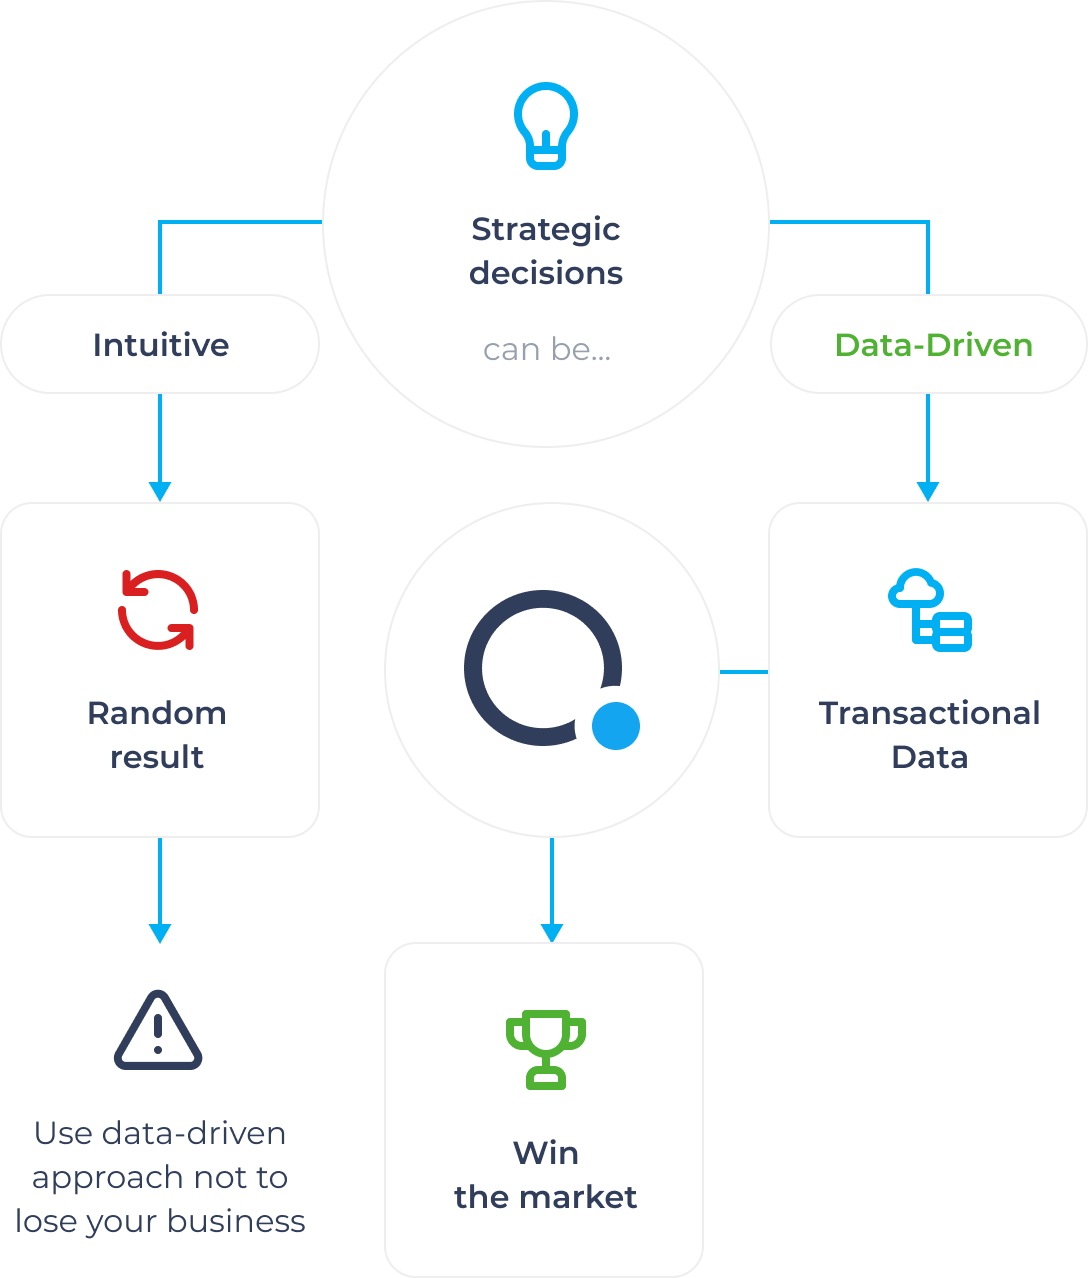 Strategic
decisions
can be...
Intuitive
Data-Driven
Random
result
Transactional
Data
Use data-driven
approach not to
lose your business
Win
the market